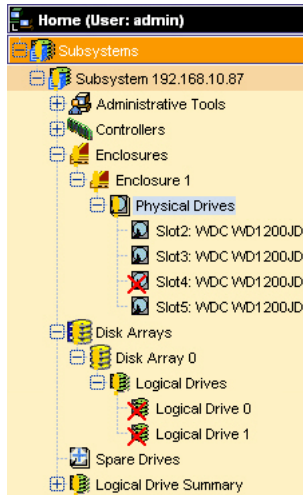 Home (User: admin)
Subsystems
Subsystem 192.168.10.87
Administrative Tools
Controllers
Enclosures
Enclosure 1
Physical Drives
Slot2: WDC WD1200JD
Slot3: WDC WD1200JD
Slot4: WDC WD1200JD
Slot5: WDC WD1200JD
Disk Arrays
Disk Array 0
Logical Drives
Logical Drive 0
Logical Drive 1
Spare Drives
Logical Drive Summary